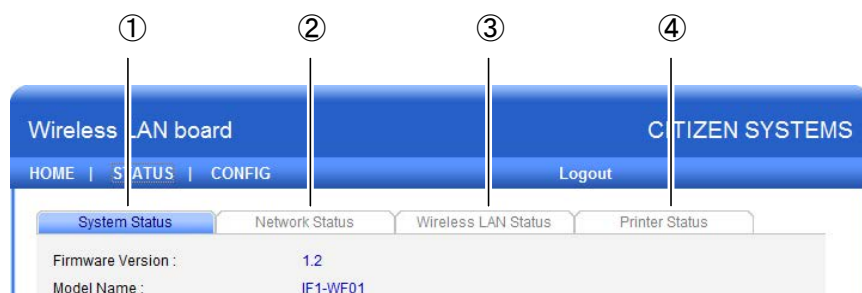 ① ② ③ ④
Wireless LAN board CITIZEN SYSTEMS
HOME | STATUS | CONFIG Logout
System Status Network Status Wireless LAN Status Printer Status
Firmware Version : 1.2
Model Name : IF1-WF01